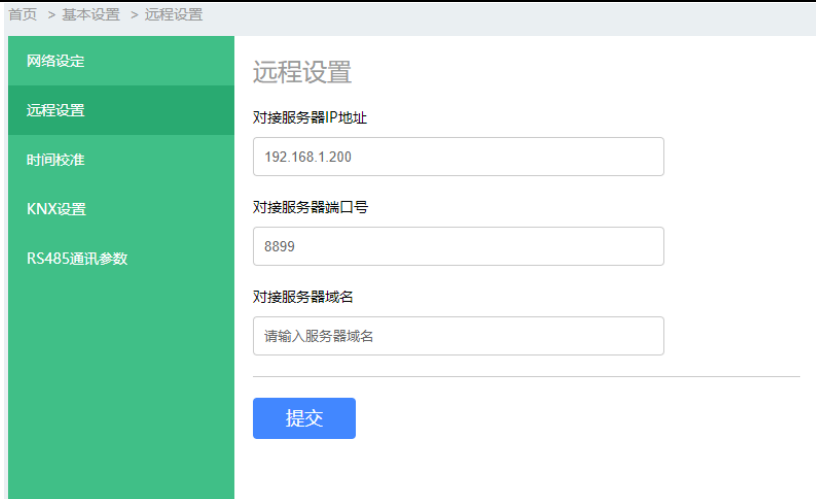 首页 > 基本设置 > 远程设置
网络设定
远程设置
时间校准
KNX设置
RS485通讯参数
远程设置
对接服务器IP地址
192.168.1.200
对接服务器端口号
8899
对接服务器域名
请输入服务器域名
提交